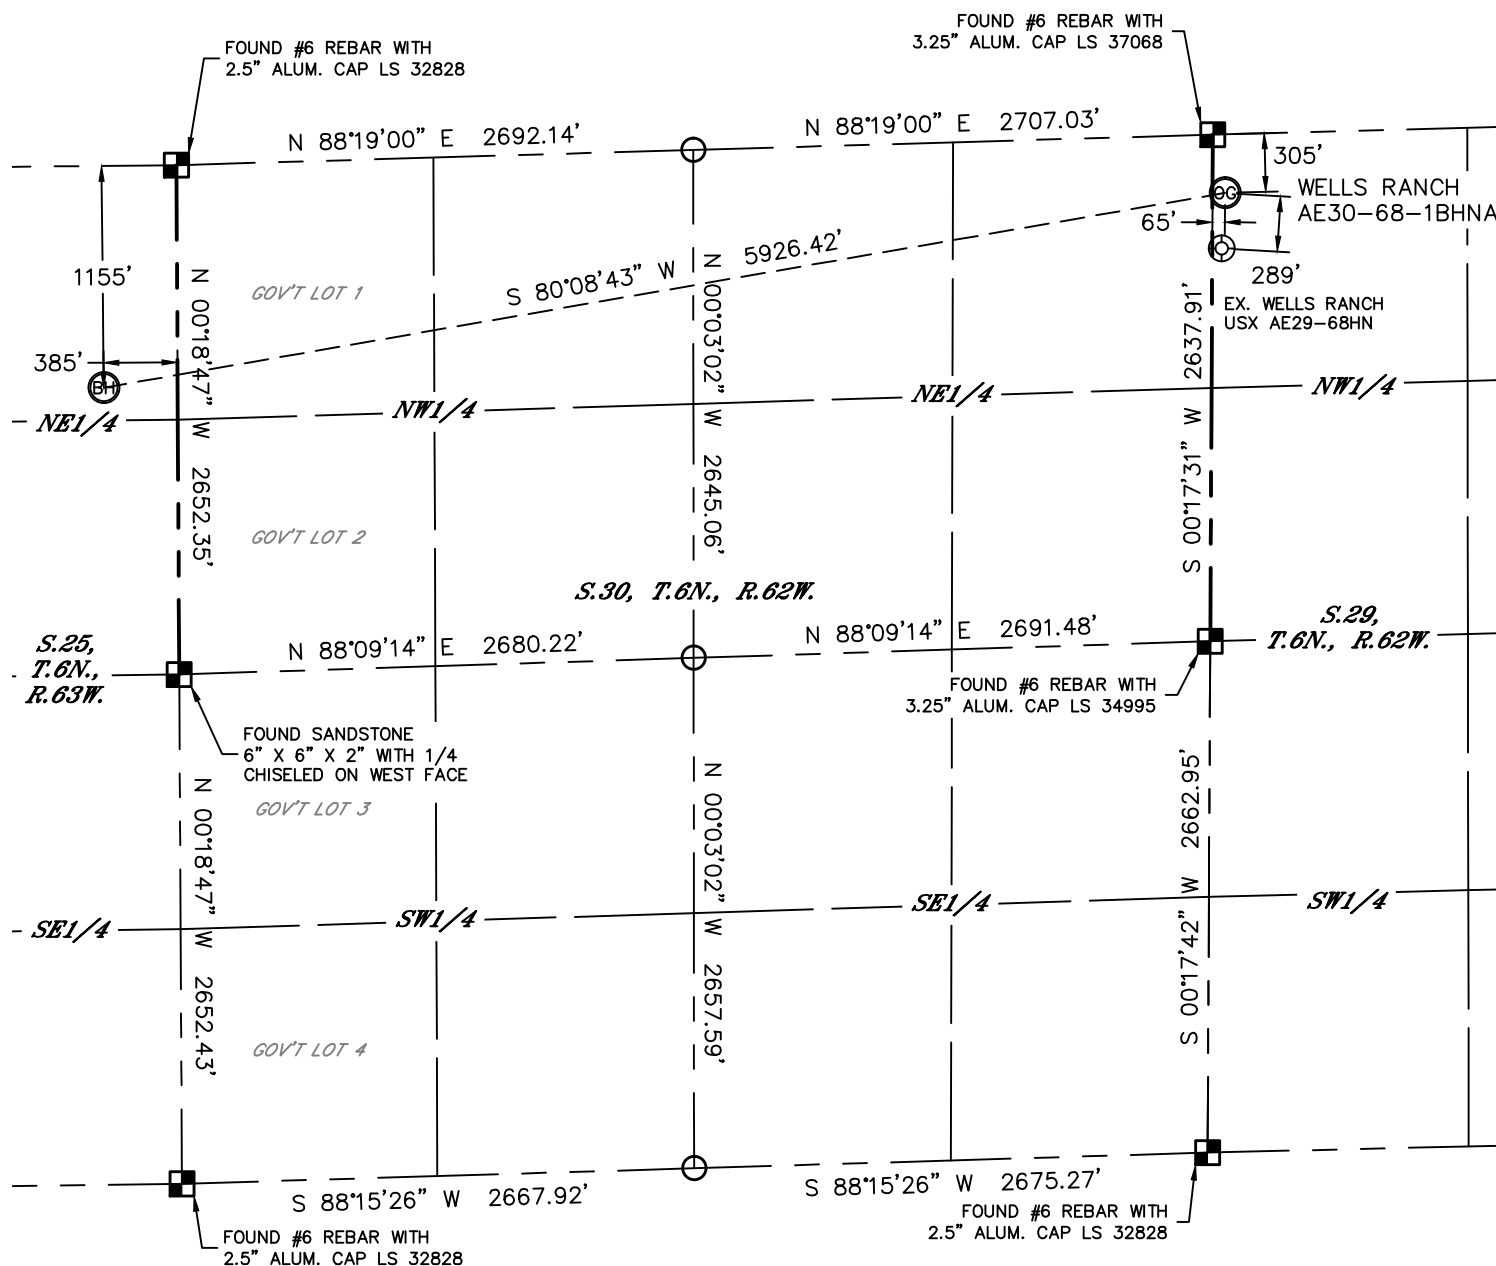 FOUND #6 REBAR WITH
2.5" ALUM. CAP LS 32828
FOUND #6 REBAR WITH
3.25" ALUM. CAP LS 37068
N 88°19'00" E 2692.14'
N 88°19'00" E 2707.03'
305'
WELLS RANCH
AE30-68-1BHNA
OG
65'
289'
EX. WELLS RANCH
USX AE29-68HN
1155'
385'
BH
N 00°18'47" W 2652.35'
GOV'T LOT 1
S 80°08'43" W 5926.42'
N 00°03'02" W 2645.06'
S 00°17'31" W 2637.91'
NE1/4
NW1/4
NE1/4
NW1/4
GOV'T LOT 2
S.30, T.6N., R.62W.
S.25,
T.6N.,
R.63W.
N 88°09'14" E 2680.22'
N 88°09'14" E 2691.48'
S.29,
T.6N., R.62W.
FOUND #6 REBAR WITH
3.25" ALUM. CAP LS 34995
FOUND SANDSTONE
6" X 6" X 2" WITH 1/4
CHISELED ON WEST FACE
GOV'T LOT 3
N 00°18'47" W 2652.43'
N 00°03'02" W 2657.59'
S 00°17'42" W 2662.95'
SE1/4
SW1/4
SE1/4
SW1/4
GOV'T LOT 4
S 88°15'26" W 2667.92'
S 88°15'26" W 2675.27'
FOUND #6 REBAR WITH
2.5" ALUM. CAP LS 32828
FOUND #6 REBAR WITH
2.5" ALUM. CAP LS 32828